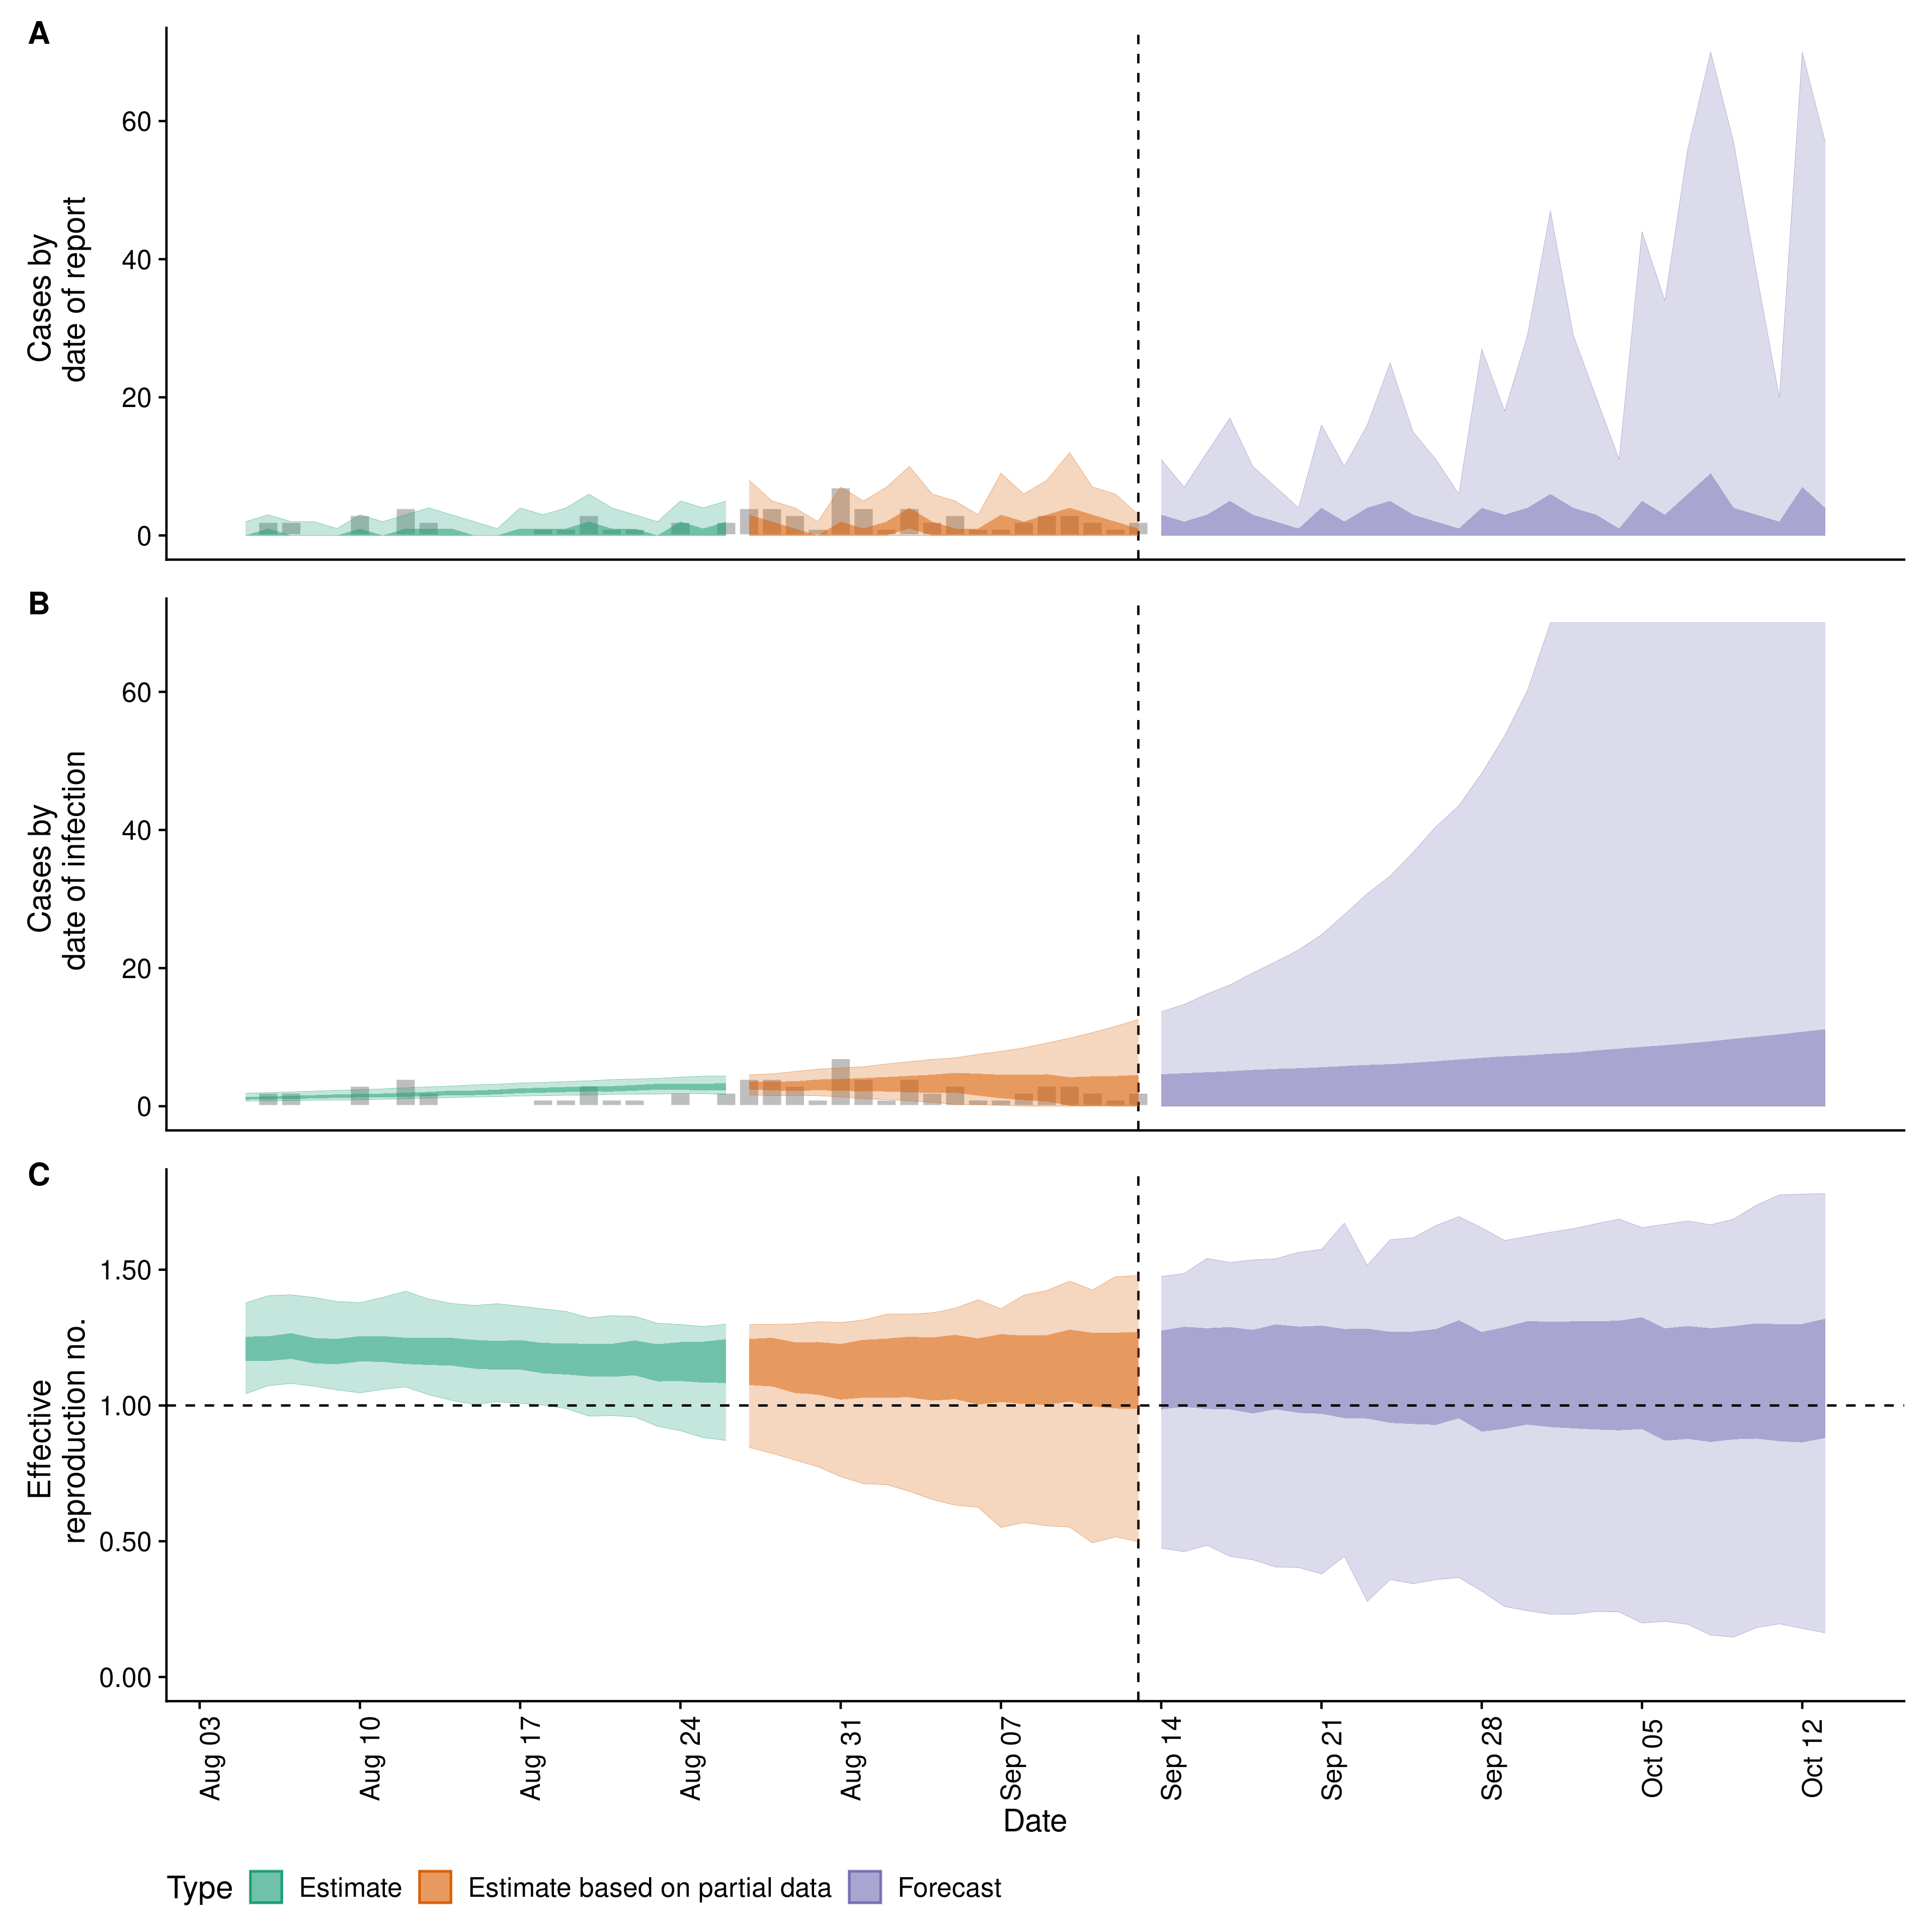 A
Cases by
date of report
60
40
20
0
B
Cases by
date of infection
60
40
20
0
C
Effective
reproduction no.
1.50
1.00
0.50
0.00
Aug 03
Aug 10
Aug 17
Aug 24
Aug 31
Sep 07
Sep 14
Sep 21
Sep 28
Oct 05
Oct 12
Date
Type Estimate Estimate based on partial data Forecast